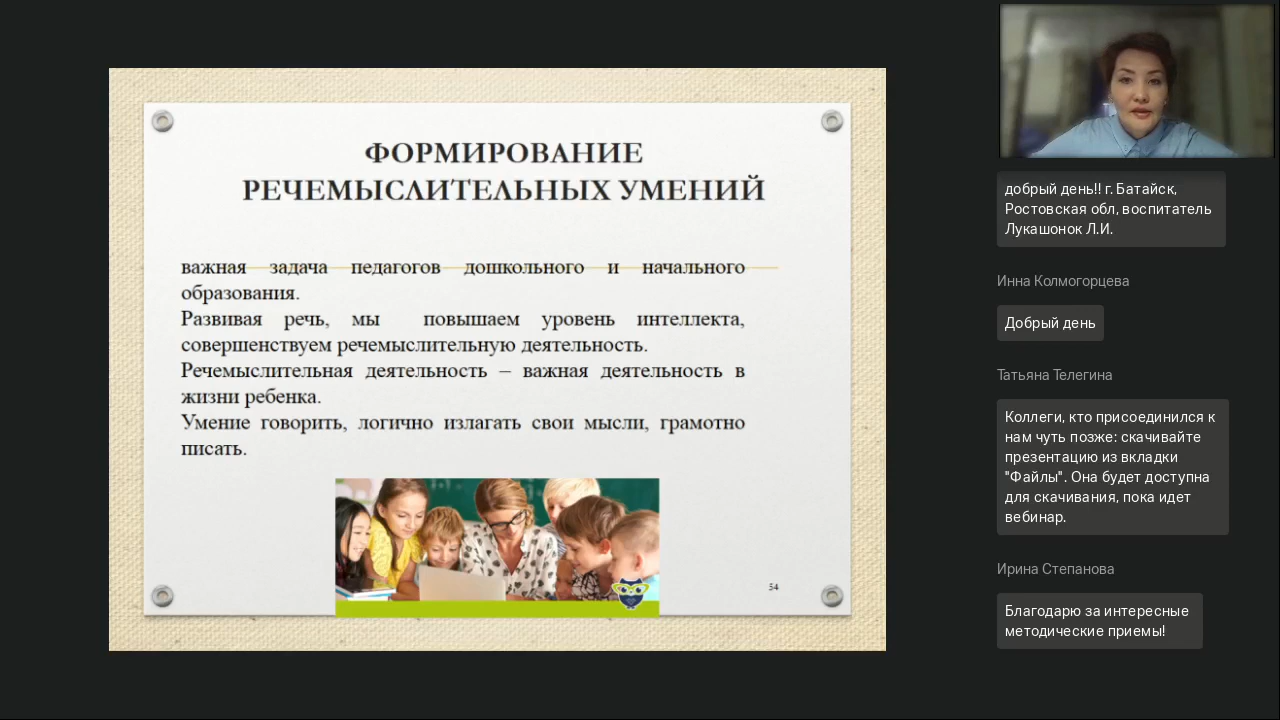 ФОРМИРОВАНИЕ
РЕЧЕМЫСЛИТЕЛЬНЫХ УМЕНИЙ
важная задача педагогов дошкольного и начального
образования.
Развивая речь, мы повышаем уровень интеллекта,
совершенствуем речемыслительную деятельность.
Речемыслительная деятельность – важная деятельность в
жизни ребенка.
Умение говорить, логично излагать свои мысли, грамотно
писать.
54
добрый день!! г. Батайск,
Ростовская обл, воспитатель
Лукашонок Л.И.
Инна Колмогорцева
Добрый день
Татьяна Телегина
Коллеги, кто присоединился к
нам чуть позже: скачивайте
презентацию из вкладки
"Файлы". Она будет доступна
для скачивания, пока идет
вебинар.
Ирина Степанова
Благодарю за интересные
методические приемы!